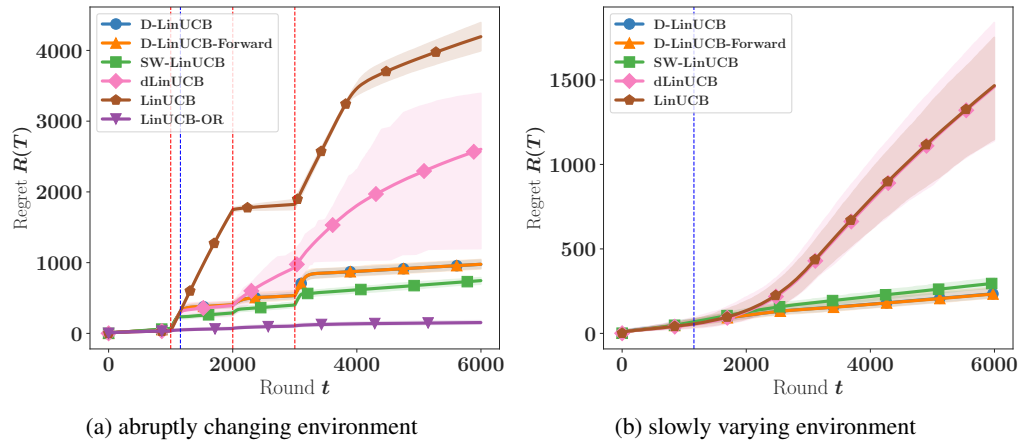 D-LinUCB
D-LinUCB-Forward
SW-LinUCB
dLinUCB
LinUCB
LinUCB-OR
Regret R(T)
4000
3000
2000
1000
0
0 2000 4000 6000
Round t
(a) abruptly changing environment
D-LinUCB
D-LinUCB-Forward
SW-LinUCB
dLinUCB
LinUCB
Regret R(T)
1500
1000
500
0
0 2000 4000 6000
Round t
(b) slowly varying environment